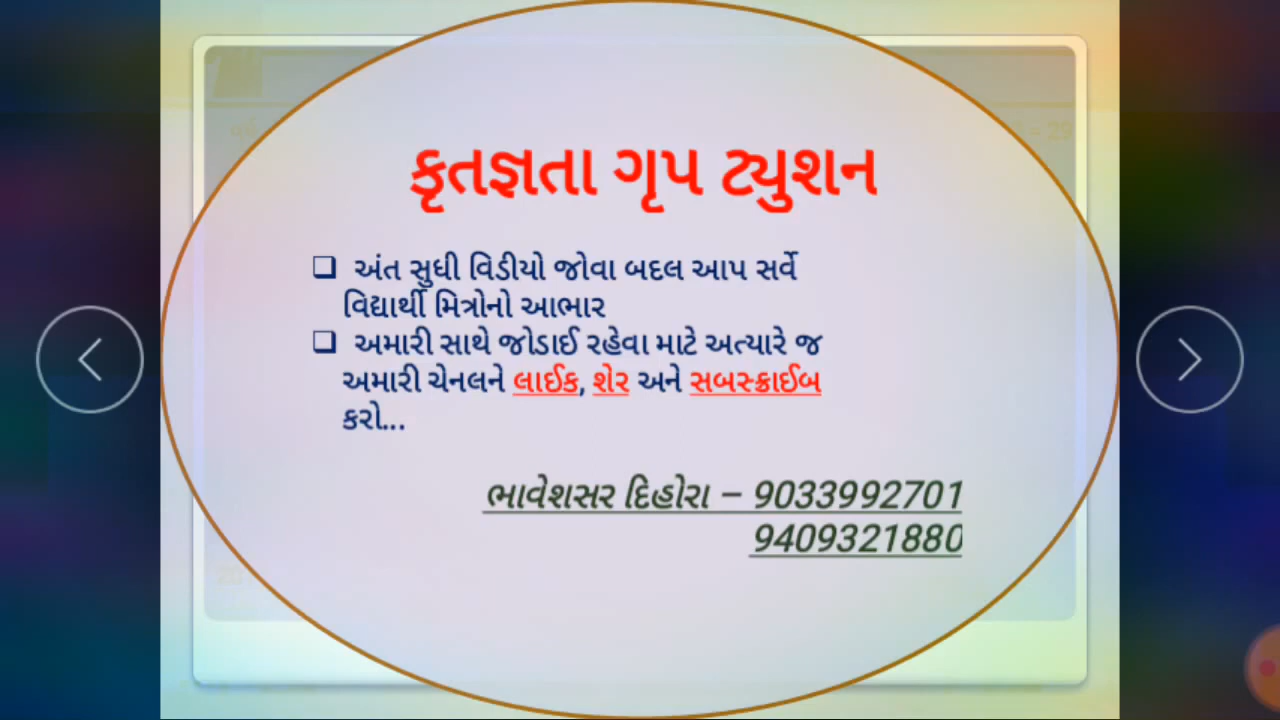 કૃતજ્ઞતા ગૃપ ટ્યુશન
❑ અંત સુધી વિડીયો જોવા બદલ આપ સર્વે
વિદ્યાર્થી મિત્રોનો આભાર
❑ અમારી સાથે જોડાઈ રહેવા માટે અત્યારે જ
અમારી ચેનલને લાઈક, શેર અને સબસ્ક્રાઈબ
કરો...
ભાવેશસર દિહોરા – 9033992701
9409321880